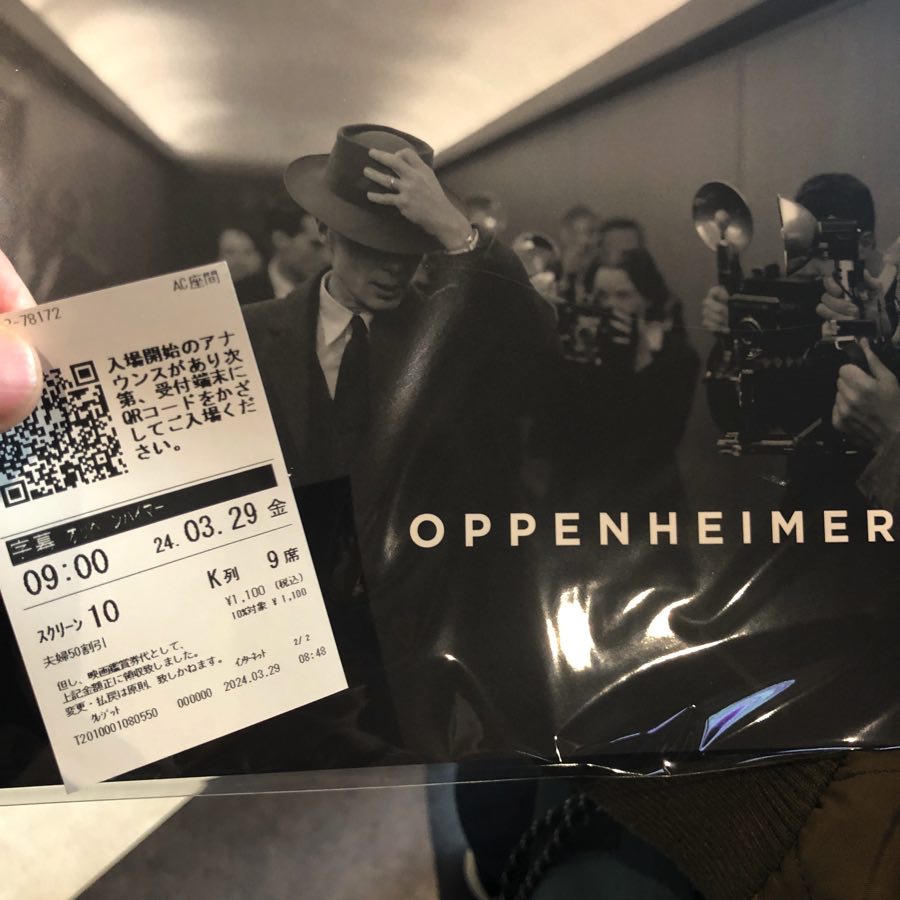 2-78172
AC座間
入場開始のアナ
ウンスがあり次
第、受付端末に
QRコードをかざ
してご入場くだ
さい。
字幕 オッペンハイマー
09:00 24.03.29 金
スクリーン 10 K列 9席
¥1,100 (税込)
10%対象 ¥1,100
夫婦50割引
2/2
但し、映画鑑賞券代として、
上記金額正に領収致しました。
変更・払戻は原則、致しかねます。
クレジット インターネット
T2010001080550 000000 2024.03.29 08:48
OPPENHEIMER